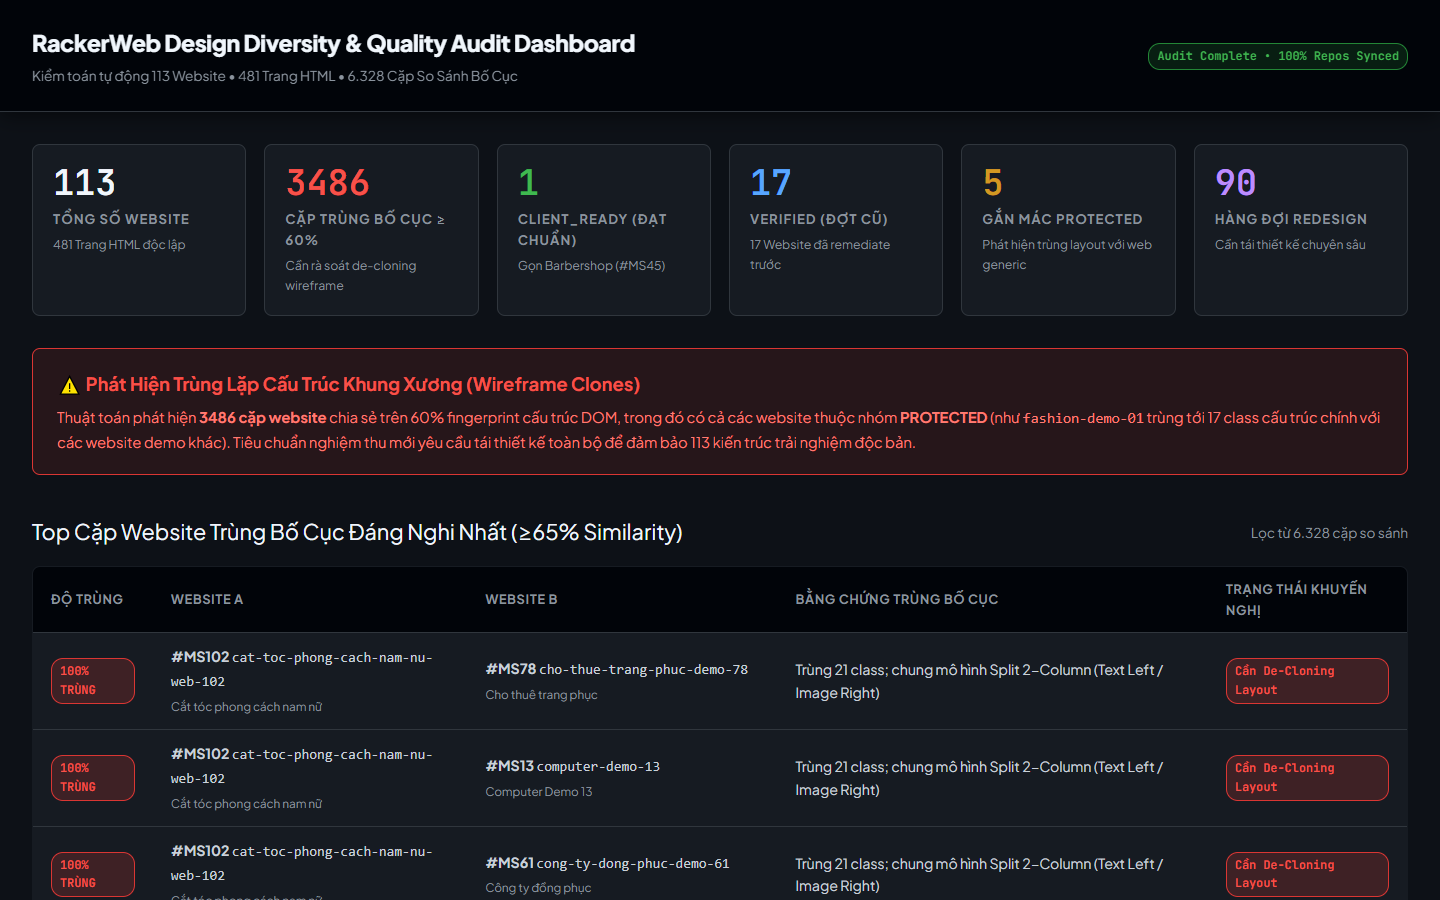 RackerWeb Design Diversity & Quality Audit Dashboard
Kiểm toán tự động 113 Website • 481 Trang HTML • 6.328 Cặp So Sánh Bố Cục
Audit Complete • 100% Repos Synced
113
TỔNG SỐ WEBSITE
481 Trang HTML độc lập
3486
CẶP TRÙNG BỐ CỤC ≥
60%
Cần rà soát de-cloning
wireframe
1
CLIENT_READY (ĐẠT
CHUẨN)
Gọn Barbershop (#MS45)
17
VERIFIED (ĐỢT CŨ)
17 Website đã remediate
trước
5
GẮN MÁC PROTECTED
Phát hiện trùng layout với web
generic
90
HÀNG ĐỢI REDESIGN
Cần tái thiết kế chuyên sâu
⚠️ Phát Hiện Trùng Lặp Cấu Trúc Khung Xương (Wireframe Clones)
Thuật toán phát hiện 3486 cặp website chia sẻ trên 60% fingerprint cấu trúc DOM, trong đó có cả các website thuộc nhóm PROTECTED (như fashion-demo-01 trùng tới 17 class cấu trúc chính với
các website demo khác). Tiêu chuẩn nghiệm thu mới yêu cầu tái thiết kế toàn bộ để đảm bảo 113 kiến trúc trải nghiệm độc bản.
Top Cặp Website Trùng Bố Cục Đáng Nghi Nhất (≥65% Similarity)
Lọc từ 6.328 cặp so sánh
ĐỘ TRÙNG
WEBSITE A
WEBSITE B
BẰNG CHỨNG TRÙNG BỐ CỤC
TRẠNG THÁI KHUYẾN
NGHỊ
100%
TRÙNG
#MS102 cat-toc-phong-cach-nam-nu-
web-102
Cắt tóc phong cách nam nữ
#MS78 cho-thue-trang-phuc-demo-78
Cho thuê trang phục
Trùng 21 class; chung mô hình Split 2-Column (Text Left /
Image Right)
Cần De-Cloning
Layout
100%
TRÙNG
#MS102 cat-toc-phong-cach-nam-nu-
web-102
Cắt tóc phong cách nam nữ
#MS13 computer-demo-13
Computer Demo 13
Trùng 21 class; chung mô hình Split 2-Column (Text Left /
Image Right)
Cần De-Cloning
Layout
100%
TRÙNG
#MS102 cat-toc-phong-cach-nam-nu-
web-102
Cắt tóc phong cách nam nữ
#MS61 cong-ty-dong-phuc-demo-61
Công ty đồng phục
Trùng 21 class; chung mô hình Split 2-Column (Text Left /
Image Right)
Cần De-Cloning
Layout